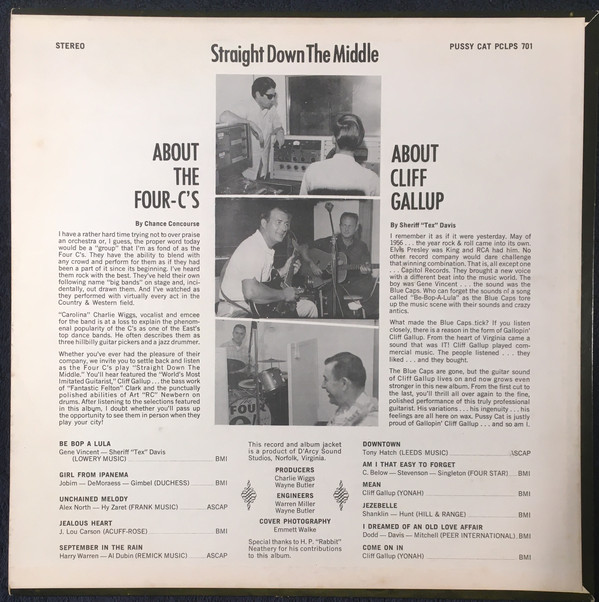 STEREO
Straight Down The Middle
PUSSY CAT PCLPS 701
ABOUT
THE
FOUR-C'S
By Chance Concourse
I have a rather hard time trying not to over praise
an orchestra or, I guess, the proper word today
would be a "group" that I'm as fond of as the
Four C's. They have the ability to blend with
any crowd and perform for them as if they had
been a part of it since its beginning. I've heard
them rock with the best. They've held their own
following name "big bands" on stage and, inci-
dentally, out drawn them. And I've watched as
they performed with virtually every act in the
Country & Western field.
"Carolina" Charlie Wiggs, vocalist and emcee
for the band is at a loss to explain the phenom-
enal popularity of the C's as one of the East's
top dance bands. He often describes them as
three hillbilly guitar pickers and a jazz drummer.
Whether you've ever had the pleasure of their
company, we invite you to settle back and listen
as the Four C's play "Straight Down The
Middle." You'll hear featured the "World's Most
Imitated Guitarist," Cliff Gallup . . . the bass work
of "Fantastic Felton" Clark and the punctually
polished abilities of Art "RC" Newbern on
drums. After listening to the selections featured
in this album, I doubt whether you'll pass up
the opportunity to see them in person when they
play your city!
ABOUT
CLIFF
GALLUP
By Sheriff "Tex" Davis
I remember it as if it were yesterday. May of
1956 . . . the year rock & roll came into its own.
Elvis Presley was King and RCA had him. No
other record company would dare challenge
that winning combination. That is, all except one
. . . Capitol Records. They brought a new voice
with a different beat into the music world. The
boy was Gene Vincent . . . the sound was the
Blue Caps. Who can forget the sounds of a song
called "Be-Bop-A-Lula" as the Blue Caps tore
up the music scene with their sounds and crazy
antics.
What made the Blue Caps tick? If you listen
closely, there is a reason in the form of Gallopin'
Cliff Gallup. From the heart of Virginia came a
sound that was IT! Cliff Gallup played com-
mercial music. The people listened . . . they
liked . . . and they bought.
The Blue Caps are gone, but the guitar sound
of Cliff Gallup lives on and now grows even
stronger in this new album. From the first cut to
the last, you'll thrill all over again to the fine,
polished performance of this truly professional
guitarist. His variations . . . his ingenuity . . . his
feelings are all here on wax. Pussy Cat is justly
proud of Gallopin' Cliff Gallup . . . and so am I.
FOUR
BE BOP A LULA
Gene Vincent — Sheriff "Tex" Davis
(LOWERY MUSIC) BMI
GIRL FROM IPANEMA
Jobim — DeMoraess — Gimbel (DUCHESS) BMI
UNCHAINED MELODY
Alex North — Hy Zaret (FRANK MUSIC) ASCAP
JEALOUS HEART
J. Lou Carson (ACUFF-ROSE) BMI
SEPTEMBER IN THE RAIN
Harry Warren — Al Dubin (REMICK MUSIC) ASCAP
This record and album jacket
is a product of D'Arcy Sound
Studios, Norfolk, Virginia.
PRODUCERS
Charlie Wiggs
Wayne Butler
ENGINEERS
Warren Miller
Wayne Butler
COVER PHOTOGRAPHY
Emmett Walke
Special thanks to H. P. "Rabbit"
Neathery for his contributions
to this album.
DOWNTOWN
Tony Hatch (LEEDS MUSIC) ASCAP
AM I THAT EASY TO FORGET
C. Below — Stevenson — Singleton (FOUR STAR) BMI
MEAN
Cliff Gallup (YONAH) BMI
JEZEBELLE
Shanklin — Hunt (HILL & RANGE) BMI
I DREAMED OF AN OLD LOVE AFFAIR
Dodd — Davis — Mitchell (PEER INTERNATIONAL) BMI
COME ON IN
Cliff Gallup (YONAH) BMI